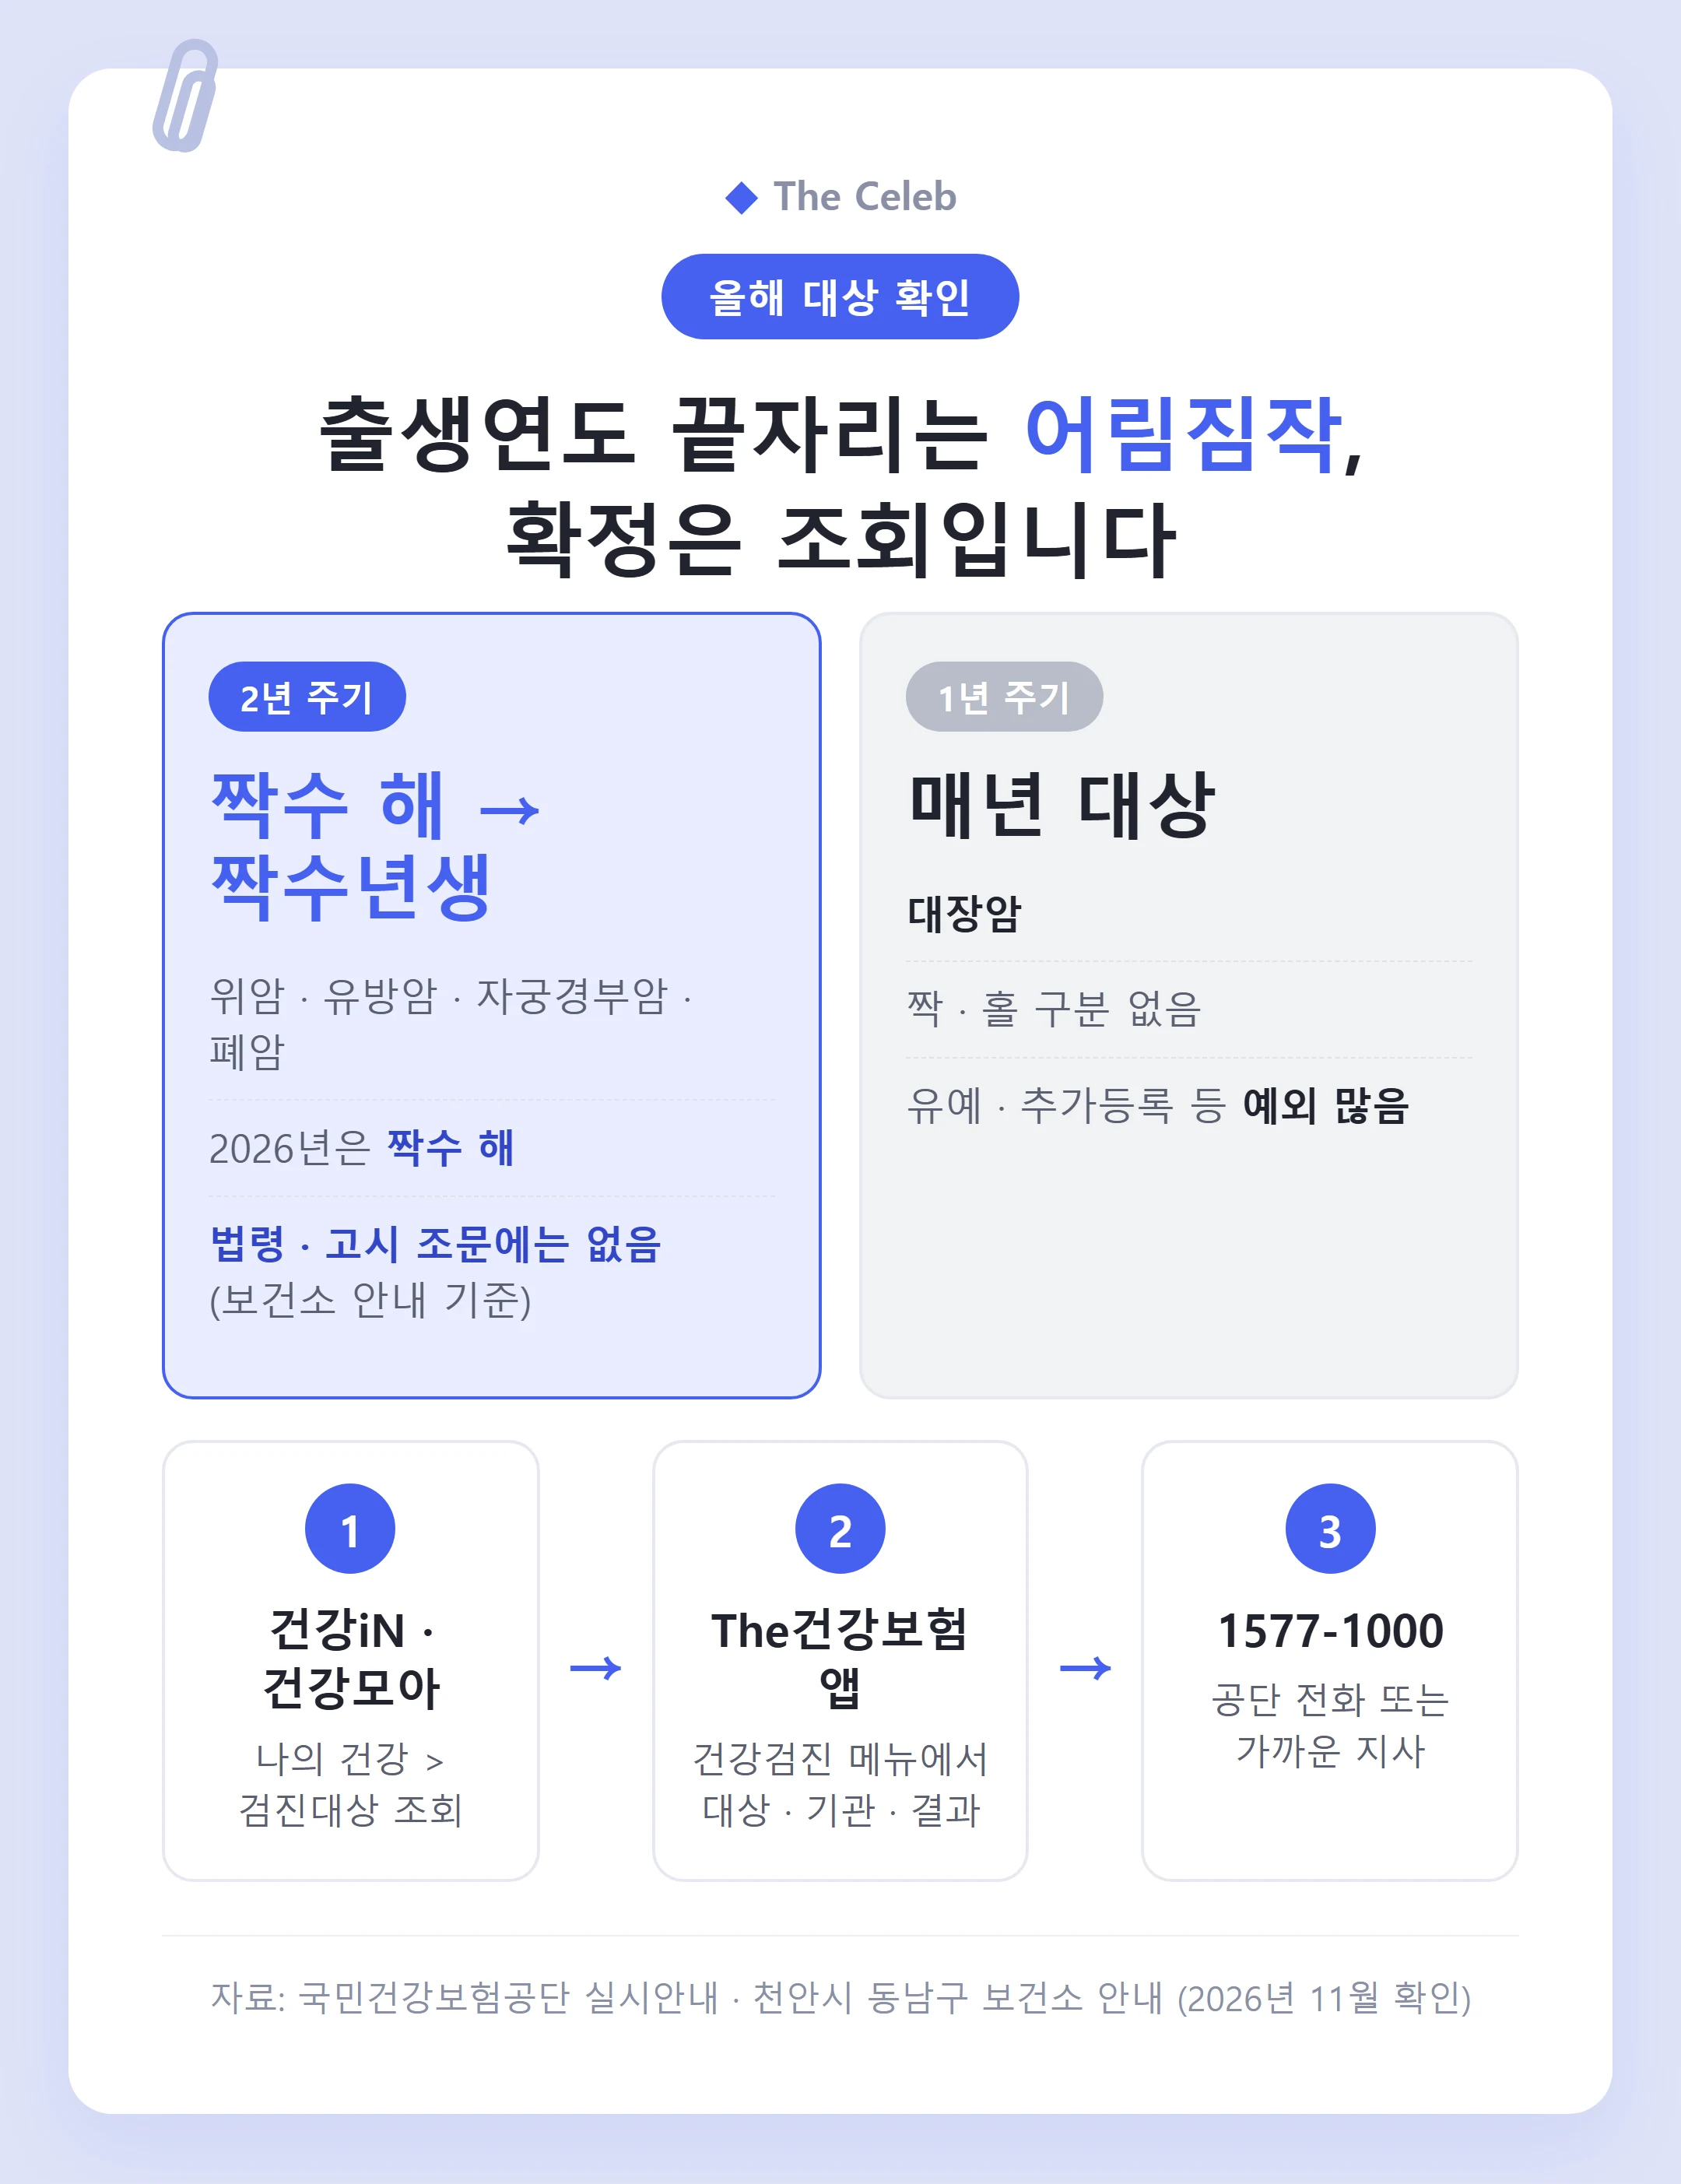 The Celeb
올해 대상 확인
출생연도 끝자리는 어림짐작,
확정은 조회입니다
2년 주기
짝수 해 →
짝수년생
위암 · 유방암 · 자궁경부암 ·
폐암
2026년은 짝수 해
법령 · 고시 조문에는 없음
(보건소 안내 기준)
1년 주기
매년 대상
대장암
짝 · 홀 구분 없음
유예 · 추가등록 등 예외 많음
1
건강iN ·
건강모아
나의 건강 >
검진대상 조회
→
2
The건강보험
앱
건강검진 메뉴에서
대상 · 기관 · 결과
→
3
1577-1000
공단 전화 또는
가까운 지사
자료: 국민건강보험공단 실시안내 · 천안시 동남구 보건소 안내 (2026년 11월 확인)